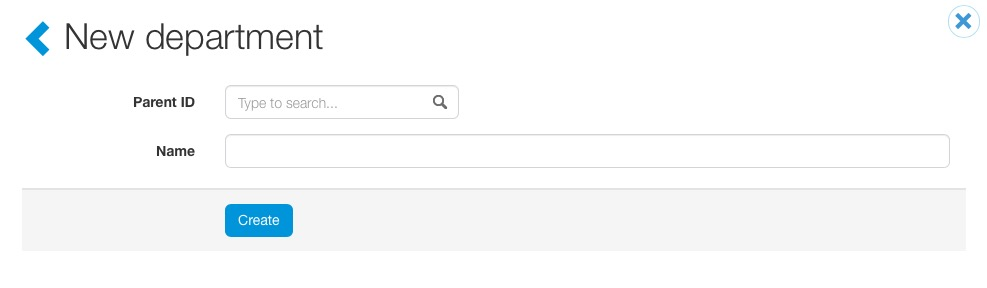 New department
Parent ID
Type to search...
Name
Create